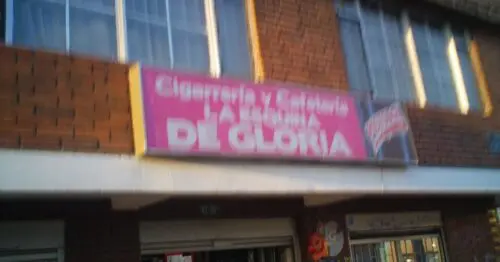 Cigarrería y Cafetería
LA ESQUINA
DE GLORIA